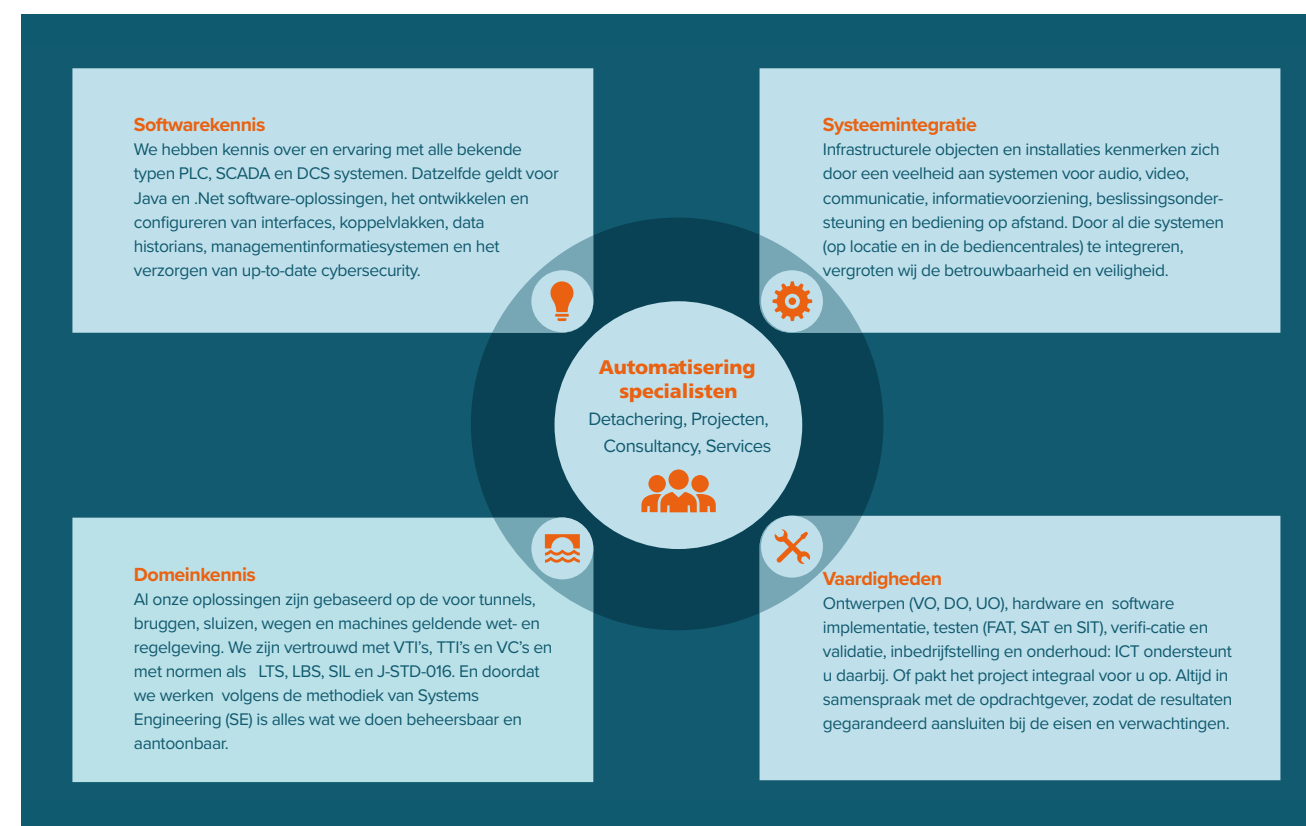 Softwarekennis
We hebben kennis over en ervaring met alle bekende
typen PLC, SCADA en DCS systemen. Datzelfde geldt voor
Java en .Net software-oplossingen, het ontwikkelen en
configureren van interfaces, koppelvlakken, data
historians, managementinformatiesystemen en het
verzorgen van up-to-date cybersecurity.
Systeemintegratie
Infrastructurele objecten en installaties kenmerken zich
door een veelheid aan systemen voor audio, video,
communicatie, informatievoorziening, beslissingsonder-
steuning en bediening op afstand. Door al die systemen
(op locatie en in de bediencentrales) te integreren,
vergroten wij de betrouwbaarheid en veiligheid.
Automatisering
specialisten
Detachering, Projecten,
Consultancy, Services
Domeinkennis
Al onze oplossingen zijn gebaseerd op de voor tunnels,
bruggen, sluizen, wegen en machines geldende wet- en
regelgeving. We zijn vertrouwd met VTI's, TTI's en VC's en
met normen als LTS, LBS, SIL en J-STD-016. En doordat
we werken volgens de methodiek van Systems
Engineering (SE) is alles wat we doen beheersbaar en
aantoonbaar.
Vaardigheden
Ontwerpen (VO, DO, UO), hardware en software
implementatie, testen (FAT, SAT en SIT), verifi-catie en
validatie, inbedrijfstelling en onderhoud: ICT ondersteunt
u daarbij. Of pakt het project integraal voor u op. Altijd in
samenspraak met de opdrachtgever, zodat de resultaten
gegarandeerd aansluiten bij de eisen en verwachtingen.